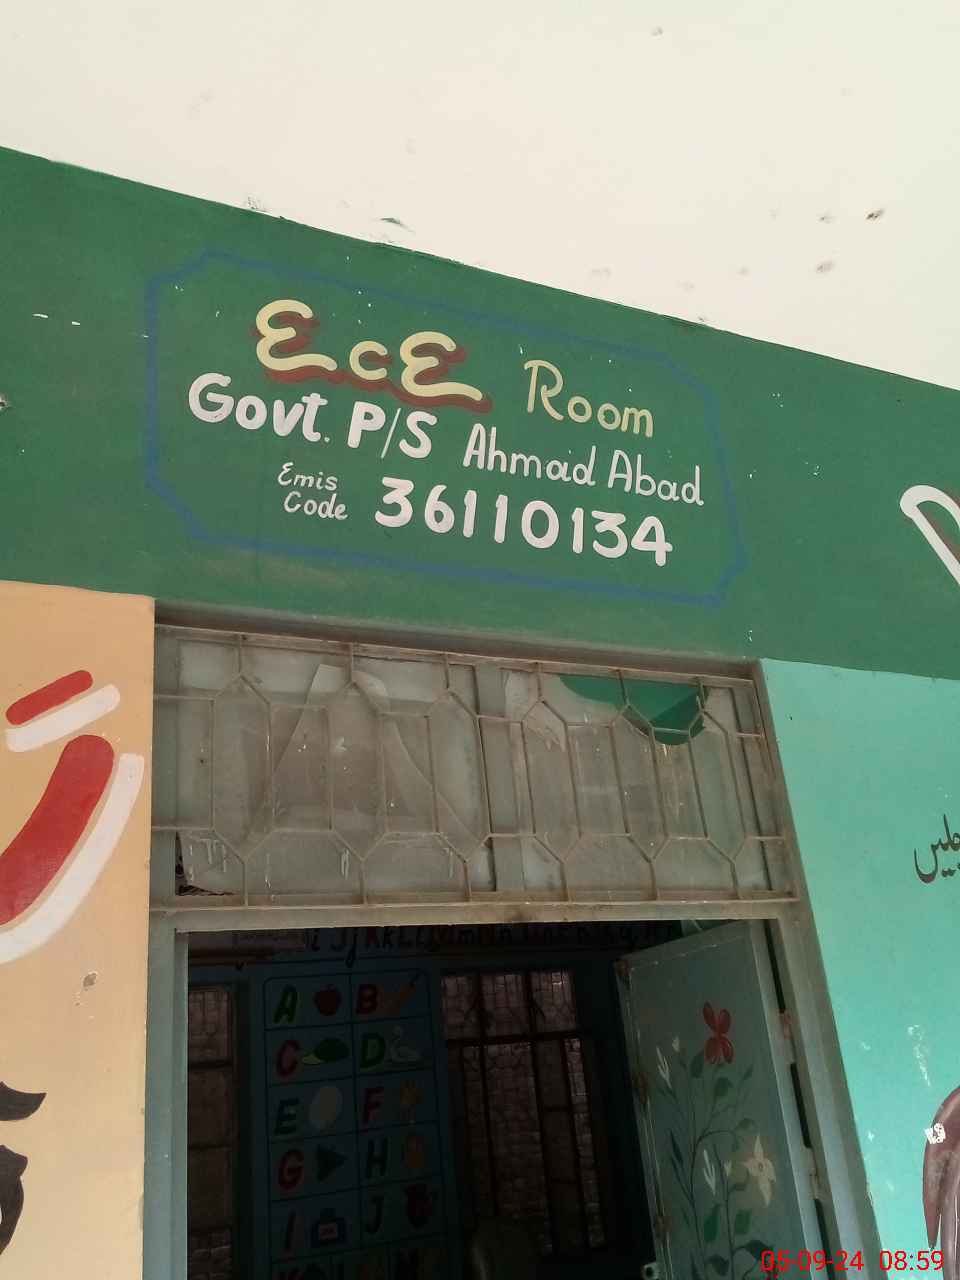 EcE Room
Govt. P/S Ahmad Abad
Emis Code 36110134
A B
C D
E F
G H
I J
05-09-24 08:59